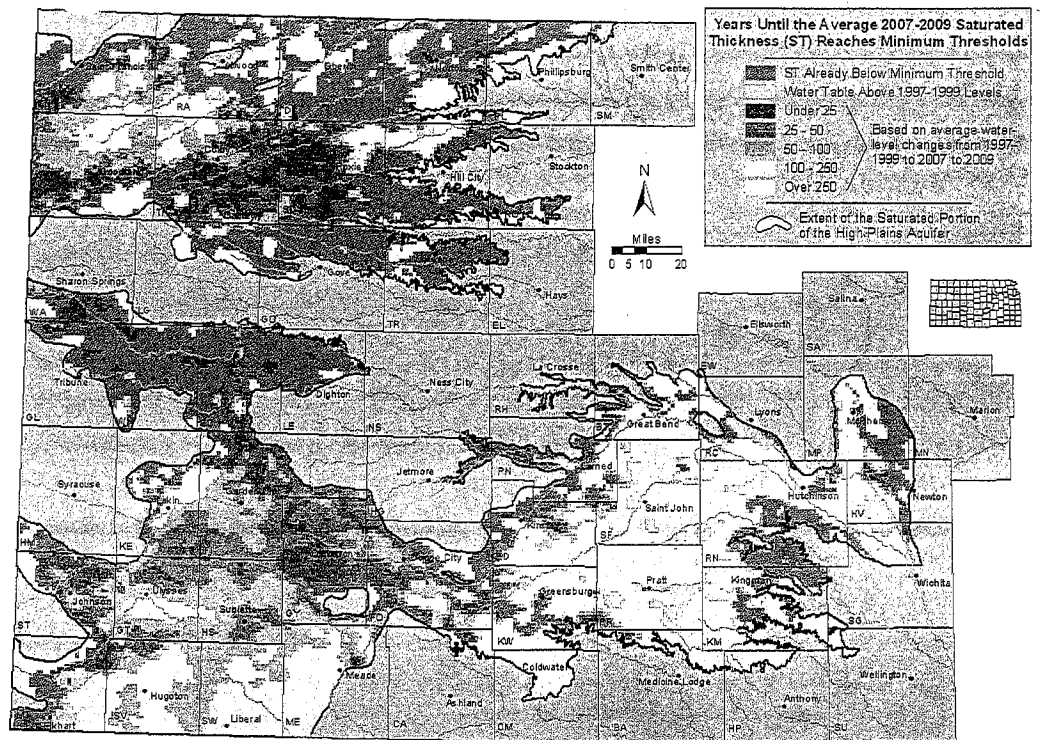 Years Until the Average 2007-2009 Saturated
Thickness (ST) Reaches Minimum Thresholds
ST Already Below Minimum Threshold
Water Table Above 1997-1999 Levels
Under 25
25 - 50
50 - 100
100 - 250
Over 250
Based on average water-
level changes from 1997-
1999 to 2007 to 2009
Extent of the Saturated Portion
of the High-Plains Aquifer
N
Miles
0 5 10 20
Phillipsburg
Smith Center
RA
SM
Stockton
Hill City
Sharon Springs
Gove
Hays
WA
LG
GO
TR
EL
Salina
Ellsworth
EW
SA
Tribune
Dighton
Ness City
La Crosse
GL
LE
NS
RH
Great Bend
Lyons
RC
MP
Marion
MN
Syracuse
Lakin
Jetmore
PN
Larned
Saint John
Hutchinson
HV
Newton
KE
SF
RN
Wichita
Johnson
Ulysses
Sublette
Greensburg
Pratt
Kingman
ST
GT
HS
GY
KW
KM
SG
Hugoton
Liberal
Meade
Ashland
Coldwater
Medicine Lodge
Anthony
Wellington
SV
SW
ME
CA
CM
BA
HP
SU